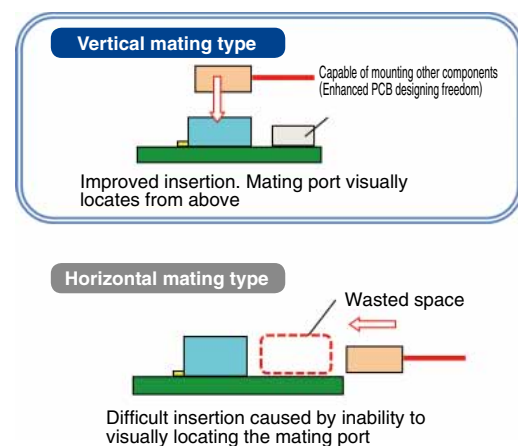 Vertical mating type
Capable of mounting other components
(Enhanced PCB designing freedom)
Improved insertion. Mating port visually
locates from above
Horizontal mating type
Wasted space
Difficult insertion caused by inability to
visually locating the mating port